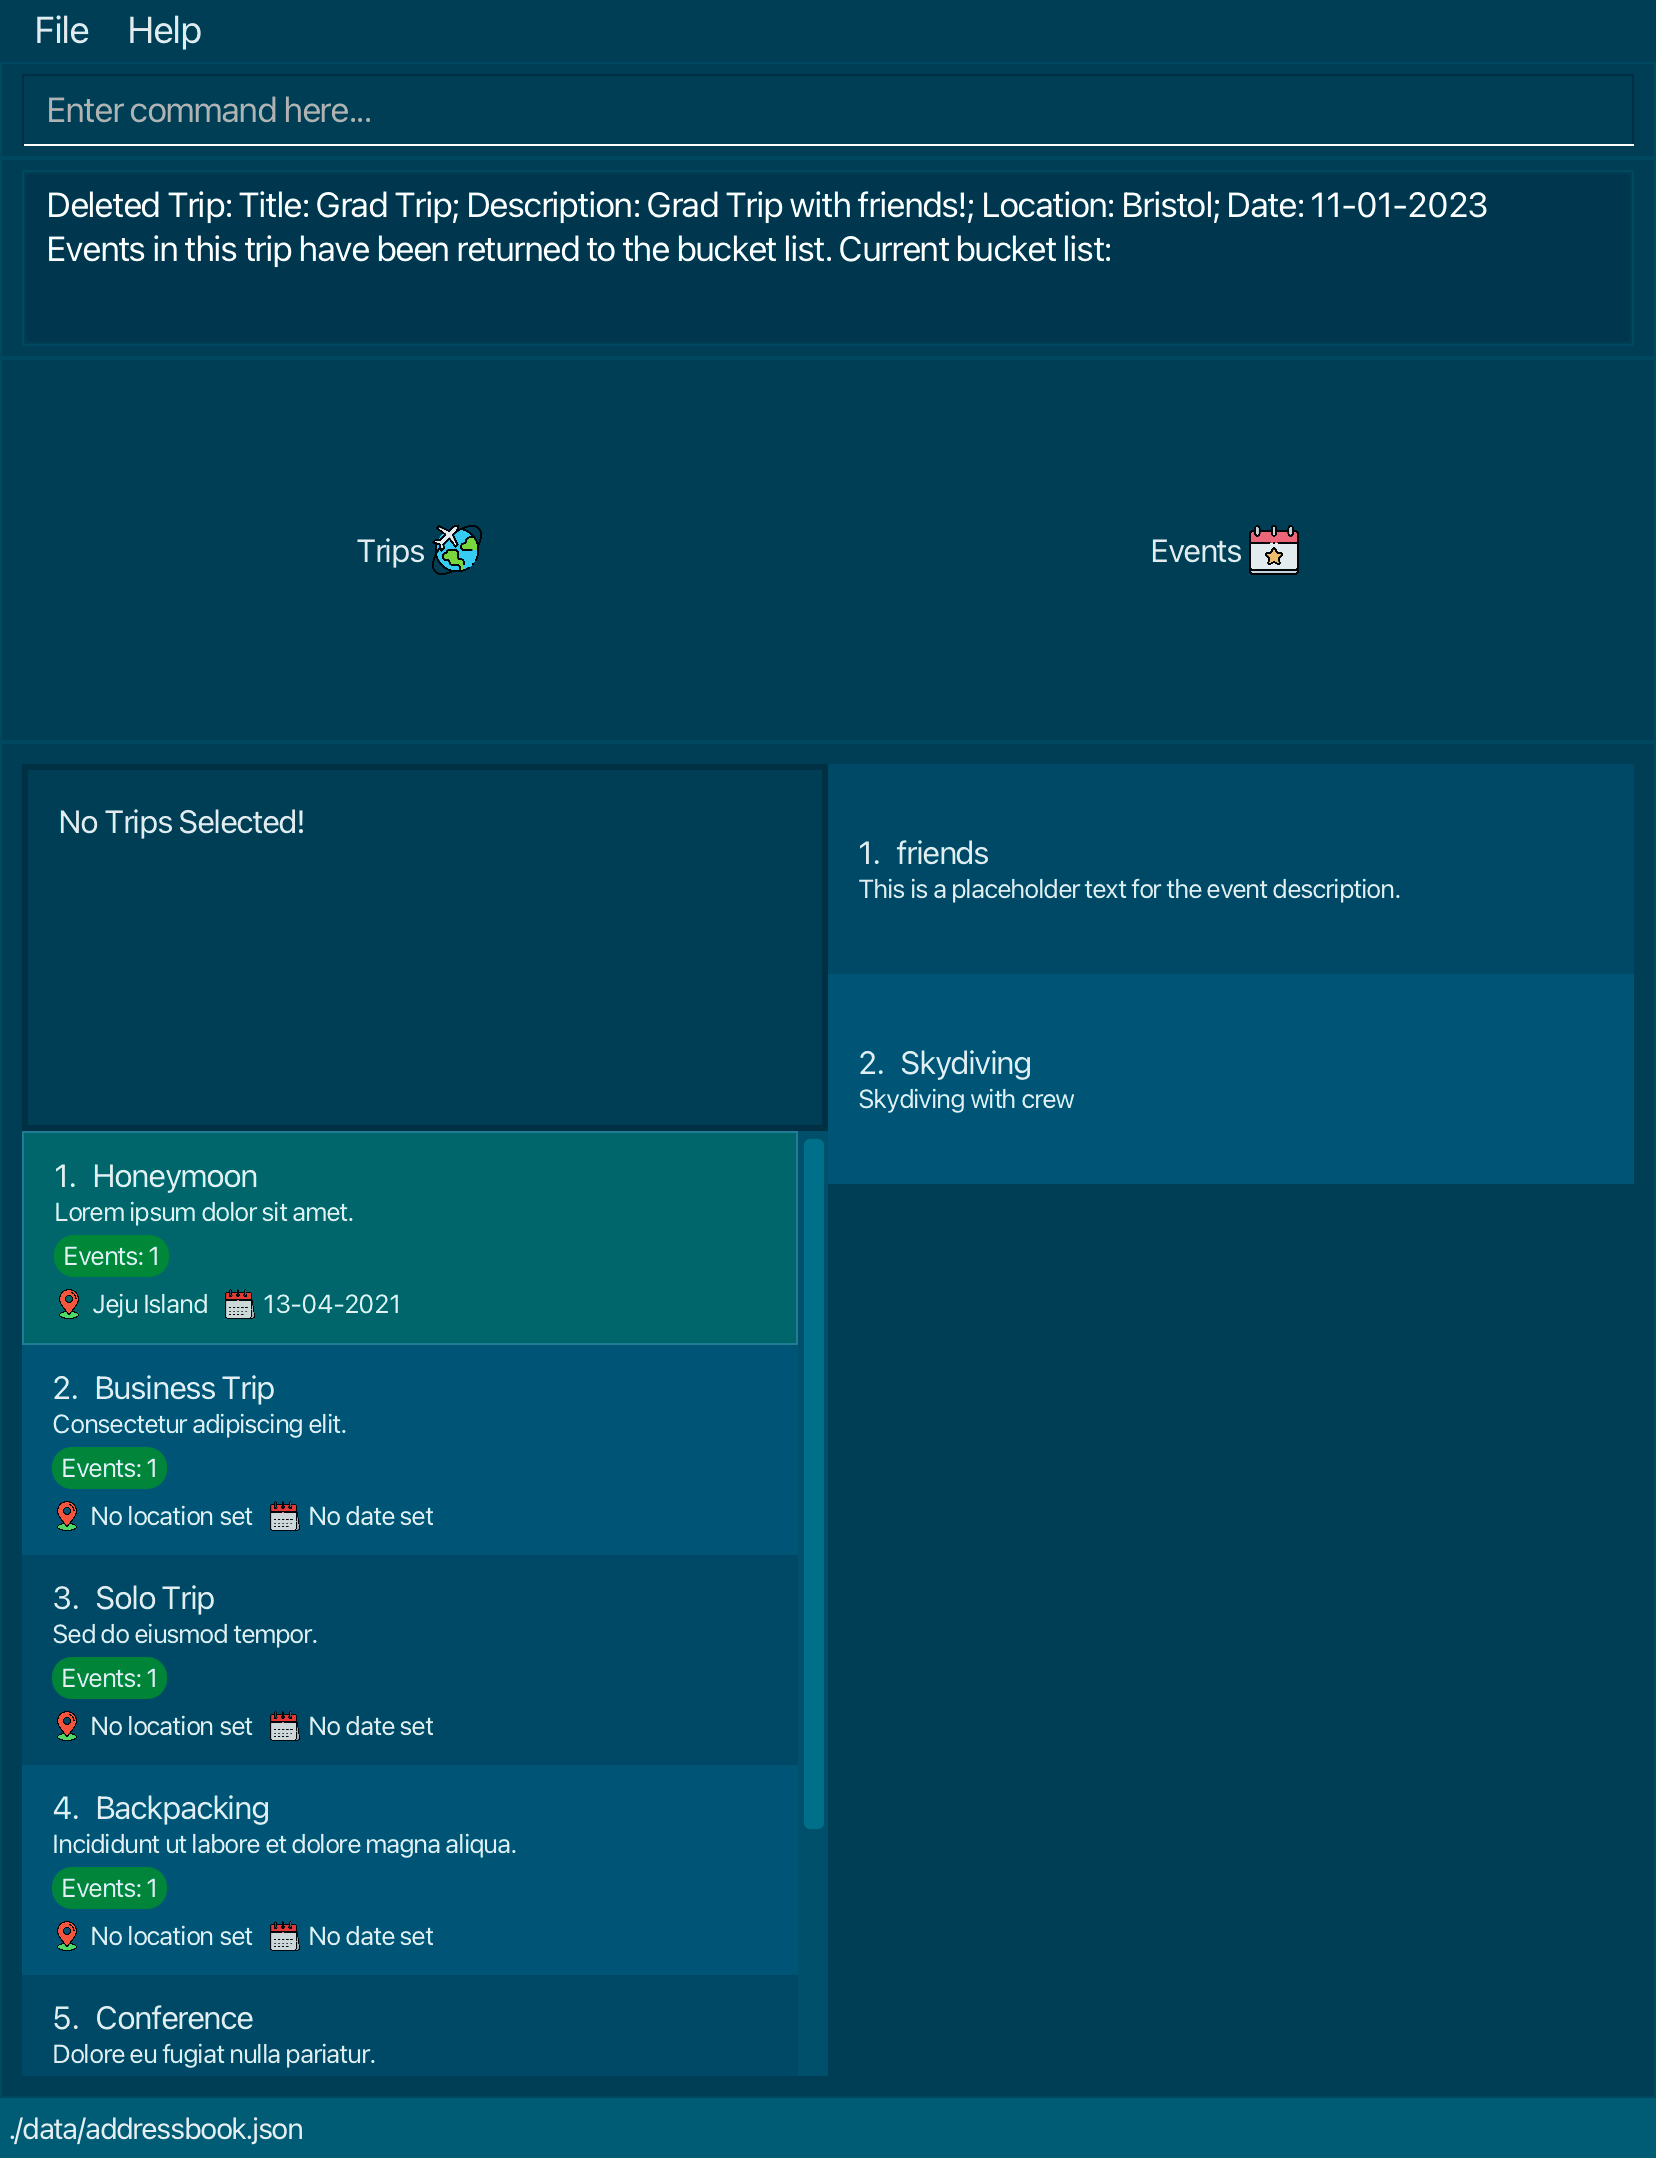 File Help
Enter command here...
Deleted Trip: Title: Grad Trip; Description: Grad Trip with friends!; Location: Bristol; Date: 11-01-2023
Events in this trip have been returned to the bucket list. Current bucket list:
Trips
Events
No Trips Selected!
1. Honeymoon
Lorem ipsum dolor sit amet.
Events: 1
Jeju Island 13-04-2021
2. Business Trip
Consectetur adipiscing elit.
Events: 1
No location set No date set
3. Solo Trip
Sed do eiusmod tempor.
Events: 1
No location set No date set
4. Backpacking
Incididunt ut labore et dolore magna aliqua.
Events: 1
No location set No date set
5. Conference
Dolore eu fugiat nulla pariatur.
1. friends
This is a placeholder text for the event description.
2. Skydiving
Skydiving with crew
./data/addressbook.json